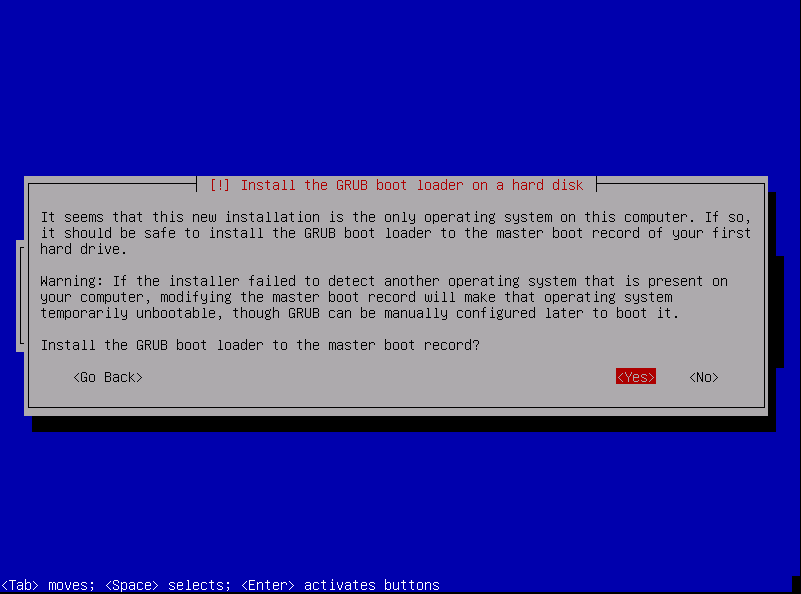 [!] Install the GRUB boot loader on a hard disk
It seems that this new installation is the only operating system on this computer. If so,
it should be safe to install the GRUB boot loader to the master boot record of your first
hard drive.
Warning: If the installer failed to detect another operating system that is present on
your computer, modifying the master boot record will make that operating system
temporarily unbootable, though GRUB can be manually configured later to boot it.
Install the GRUB boot loader to the master boot record?
<Go Back> <Yes> <No>
<Tab> moves; <Space> selects; <Enter> activates buttons